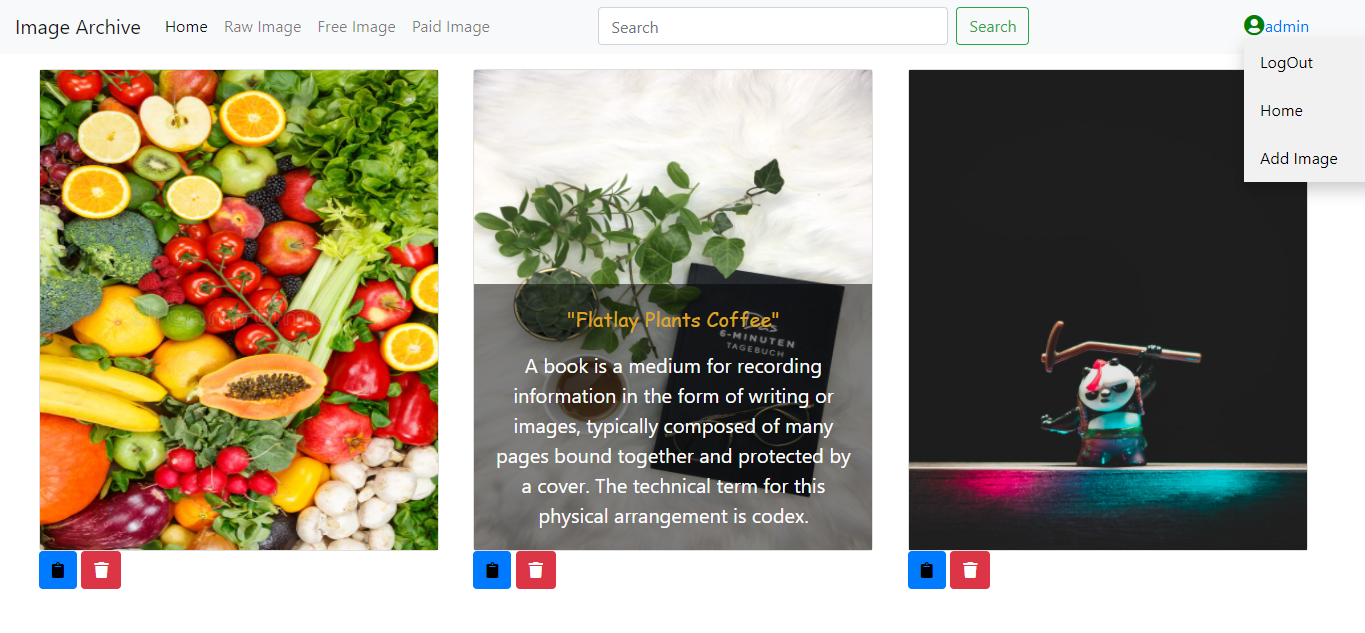 Image Archive Home Raw Image Free Image Paid Image Search Search admin
LogOut
Home
Add Image
"Flatlay Plants Coffee"
Das
6-MINUTEN
TAGEBUCH
A book is a medium for recording
information in the form of writing or
images, typically composed of many
pages bound together and protected by
a cover. The technical term for this
physical arrangement is codex.